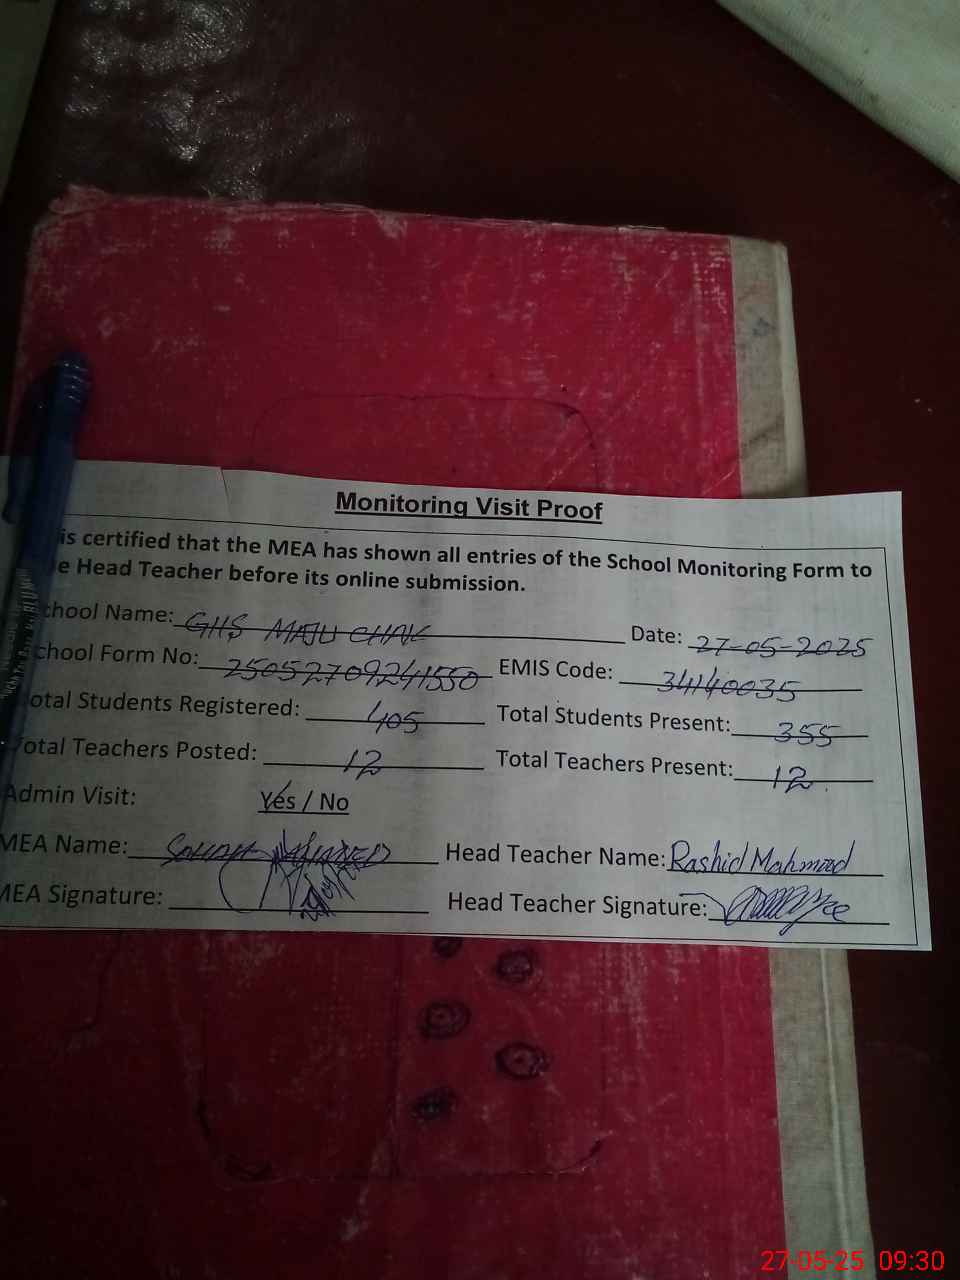 Monitoring Visit Proof
is certified that the MEA has shown all entries of the School Monitoring Form to
e Head Teacher before its online submission.
chool Name: GHS MAJU CHAK Date: 27-05-2025
chool Form No: 25052709241550 EMIS Code: 34140035
otal Students Registered: 405 Total Students Present: 355
Total Teachers Posted: 12 Total Teachers Present: 12
Admin Visit: Yes / No
MEA Name: AHMED Head Teacher Name: Rashid Mahmood
MEA Signature: Head Teacher Signature:
27-05-25 09:30